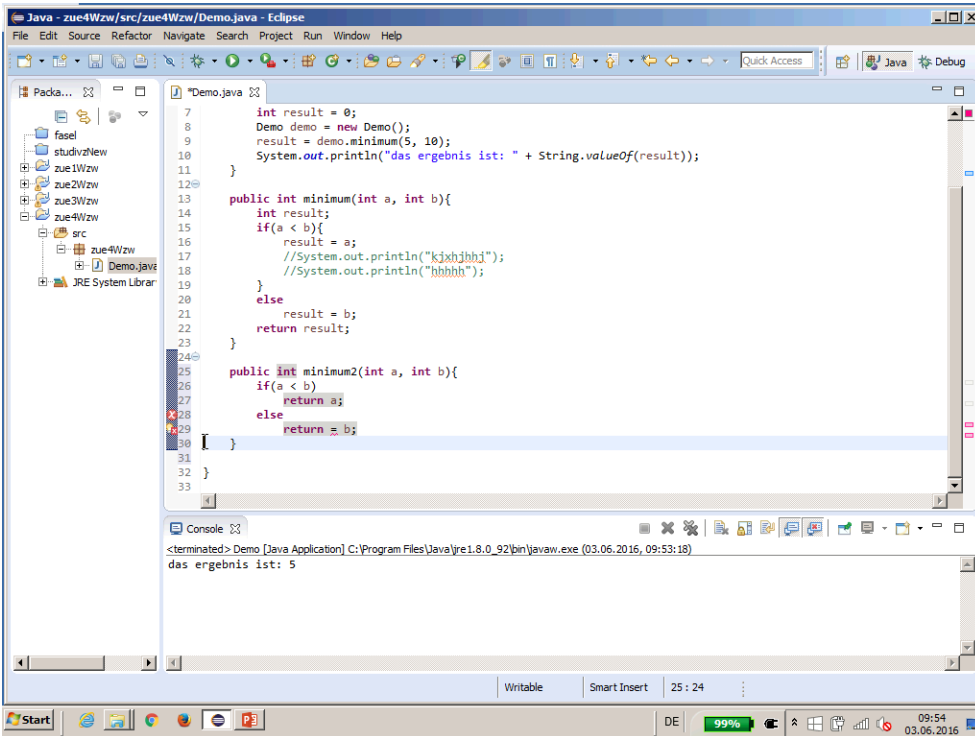 Java - zue4Wzw/src/zue4Wzw/Demo.java - Eclipse
File Edit Source Refactor Navigate Search Project Run Window Help
Quick Access
Java
Debug
Packa...
fasel
studivzNew
zue1Wzw
zue2Wzw
zue3Wzw
zue4Wzw
src
zue4Wzw
Demo.java
JRE System Librar
*Demo.java
7 int result = 0;
8 Demo demo = new Demo();
9 result = demo.minimum(5, 10);
10 System.out.println("das ergebnis ist: " + String.valueOf(result));
11 }
12
13 public int minimum(int a, int b){
14 int result;
15 if(a < b){
16 result = a;
17 //System.out.println("kjxhjhhj");
18 //System.out.println("hhhhh");
19 }
20 else
21 result = b;
22 return result;
23 }
24
25 public int minimum2(int a, int b){
26 if(a < b)
27 return a;
28 else
29 return = b;
30 }
31
32 }
33
Console
<terminated> Demo [Java Application] C:\Program Files\Java\jre1.8.0_92\bin\javaw.exe (03.06.2016, 09:53:18)
das ergebnis ist: 5
Writable
Smart Insert
25 : 24
Start
DE
99%
09:54
03.06.2016